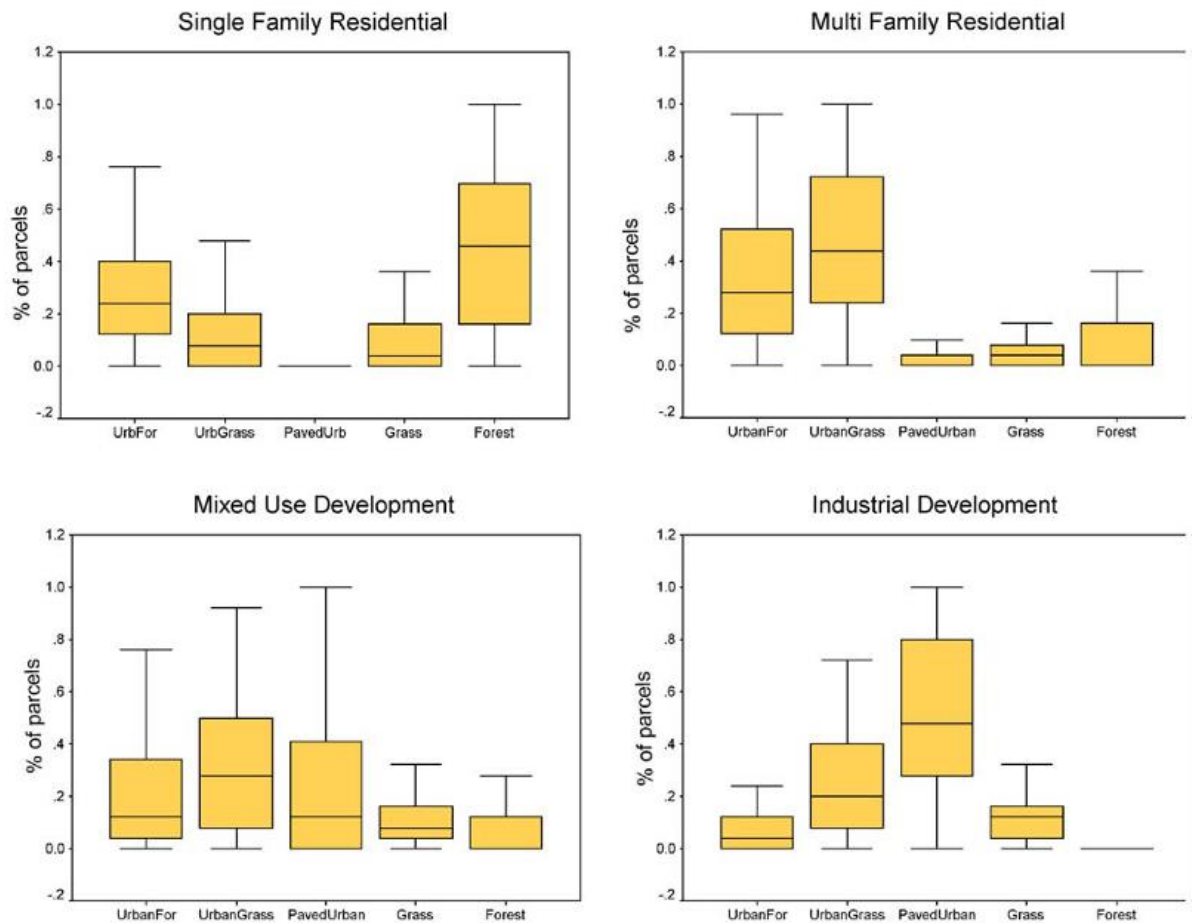 Single Family Residential
% of parcels
1.2
1.0
.8
.6
.4
.2
0.0
-.2
UrbFor UrbGrass PavedUrb Grass Forest
Multi Family Residential
% of parcels
1.2
1.0
.8
.6
.4
.2
0.0
-.2
UrbanFor UrbanGrass PavedUrban Grass Forest
Mixed Use Development
% of parcels
1.2
1.0
.8
.6
.4
.2
0.0
-.2
UrbanFor UrbanGrass PavedUrban Grass Forest
Industrial Development
% of parcels
1.2
1.0
.8
.6
.4
.2
0.0
-.2
UrbanFor UrbanGrass PavedUrban Grass Forest